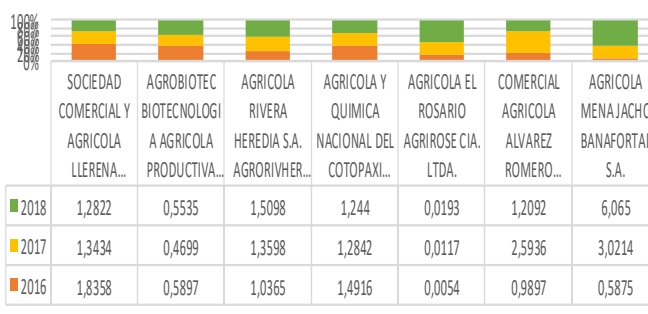 100%
0%
SOCIEDAD COMERCIAL Y AGRICOLA LLERENA...
AGROBIOTEC BIOTECNOLOGI A AGRICOLA PRODUCTIVA...
AGRICOLA RIVERA HEREDIA S.A. AGRORIVHER...
AGRICOLA Y QUIMICA NACIONAL DEL COTOPAXI...
AGRICOLA EL ROSARIO AGRIROSE CIA. LTDA.
COMERCIAL AGRICOLA ALVAREZ ROMERO...
AGRICOLA MENA JACHO BANAFORTAI S.A.
2018 1,2822 0,5535 1,5098 1,244 0,0193 1,2092 6,065
2017 1,3434 0,4699 1,3598 1,2842 0,0117 2,5936 3,0214
2016 1,8358 0,5897 1,0365 1,4916 0,0054 0,9897 0,5875